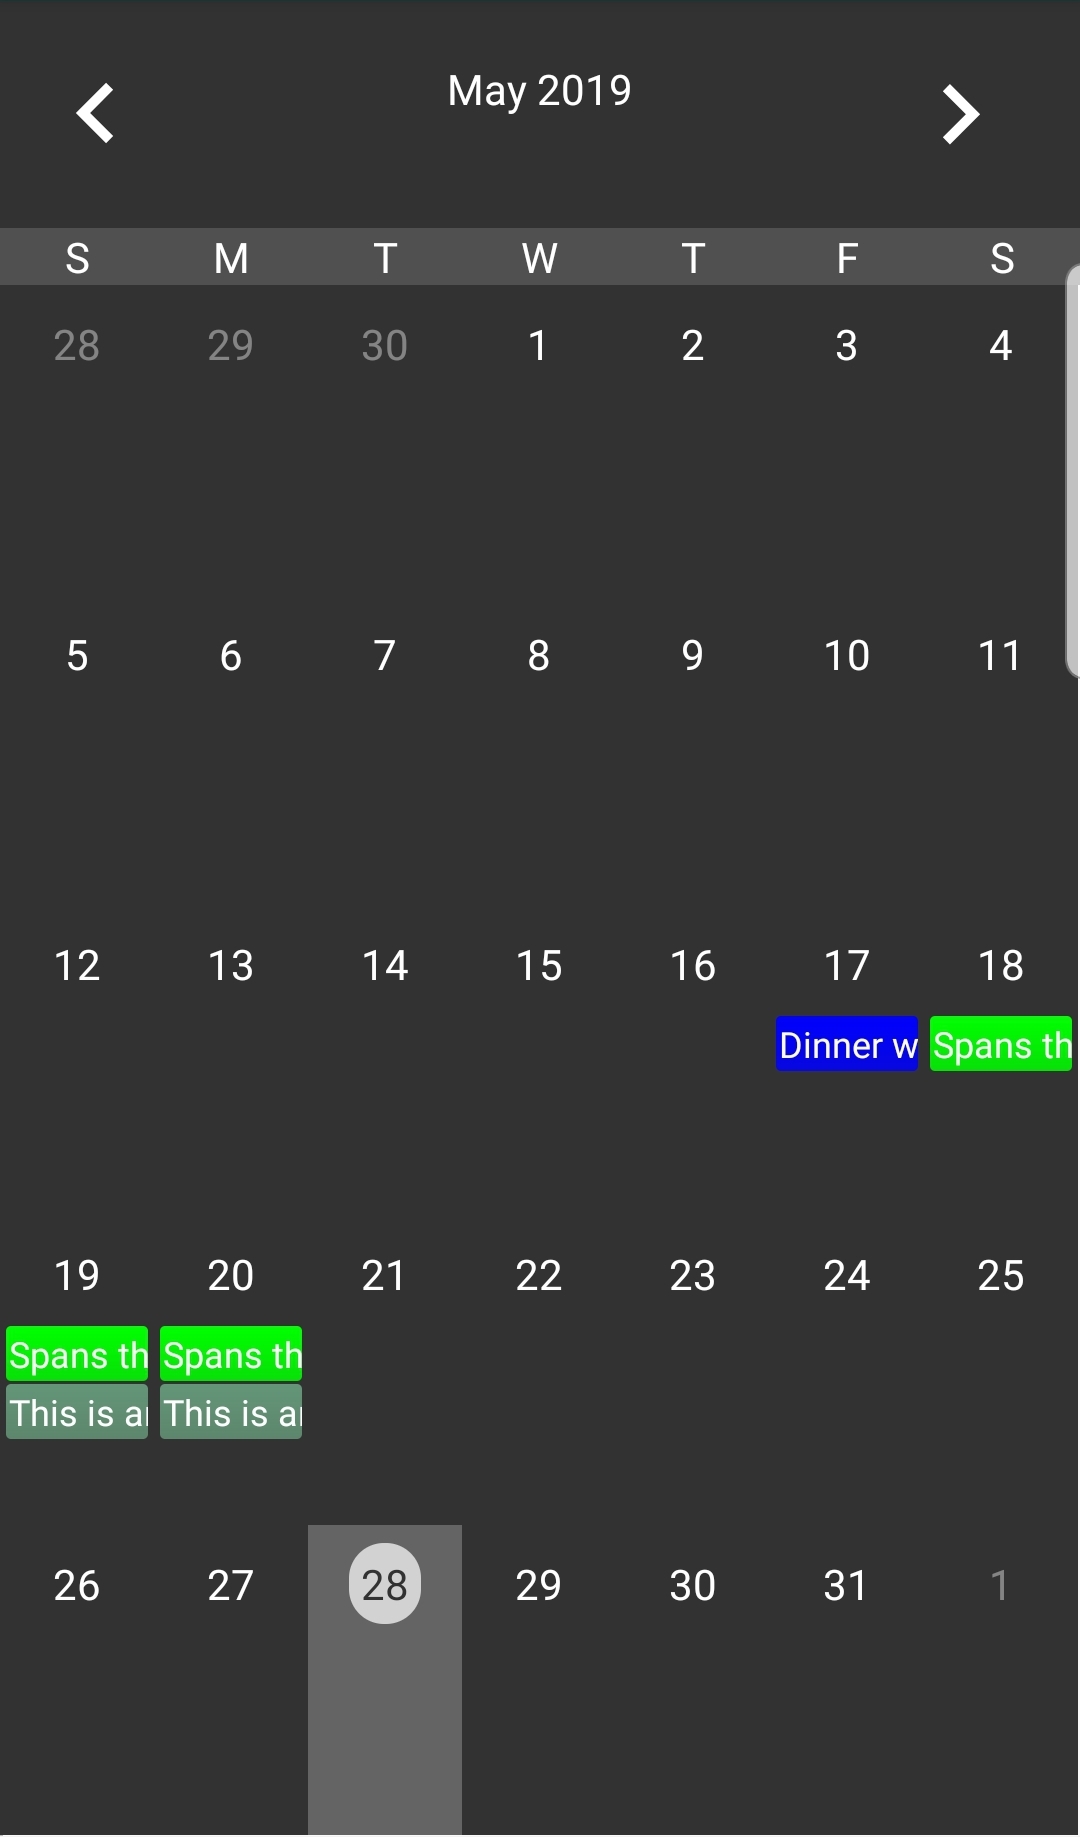 May 2019
S M T W T F S
28 29 30 1 2 3 4
5 6 7 8 9 10 11
12 13 14 15 16 17 18
Dinner w Spans th
19 20 21 22 23 24 25
Spans th Spans th
This is ar This is ar
26 27 28 29 30 31 1